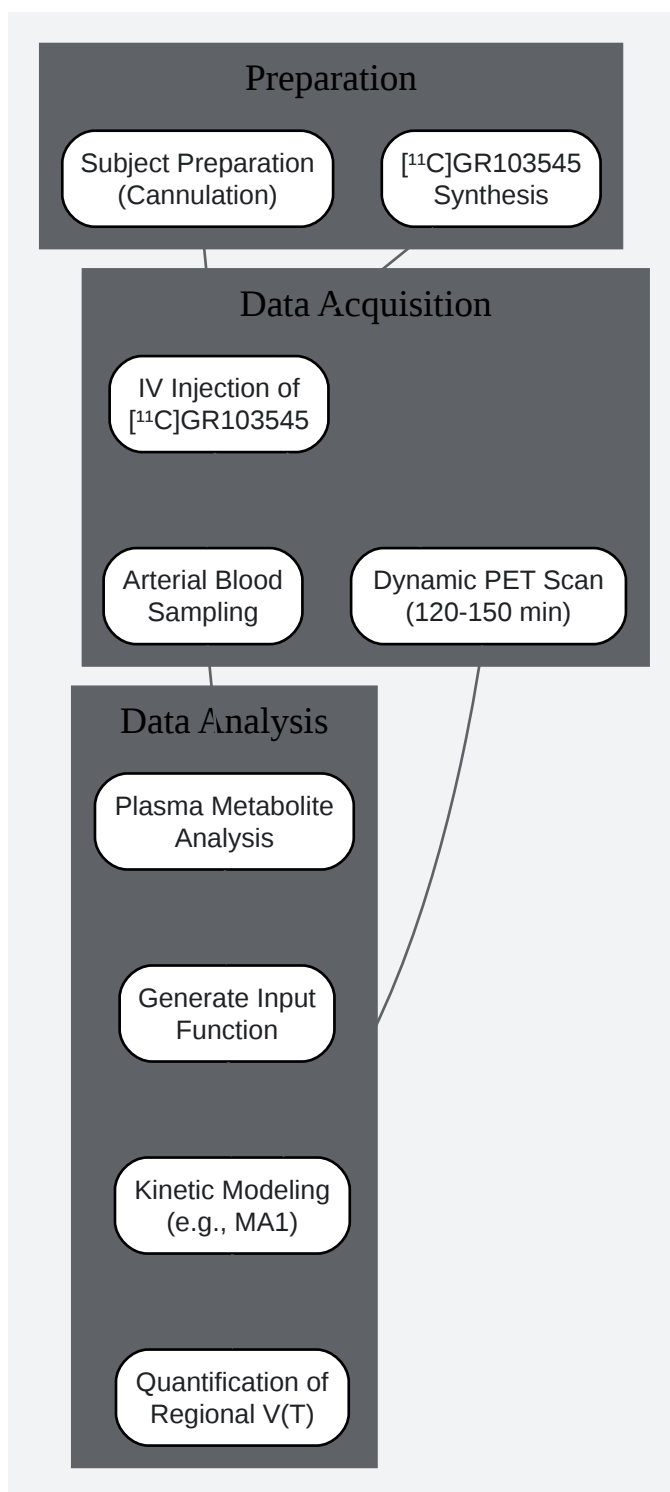 Preparation
Subject Preparation
(Cannulation)
[¹¹C]GR103545
Synthesis
Data Acquisition
IV Injection of
[¹¹C]GR103545
Arterial Blood
Sampling
Dynamic PET Scan
(120-150 min)
Data Analysis
Plasma Metabolite
Analysis
Generate Input
Function
Kinetic Modeling
(e.g., MA1)
Quantification of
Regional V(T)